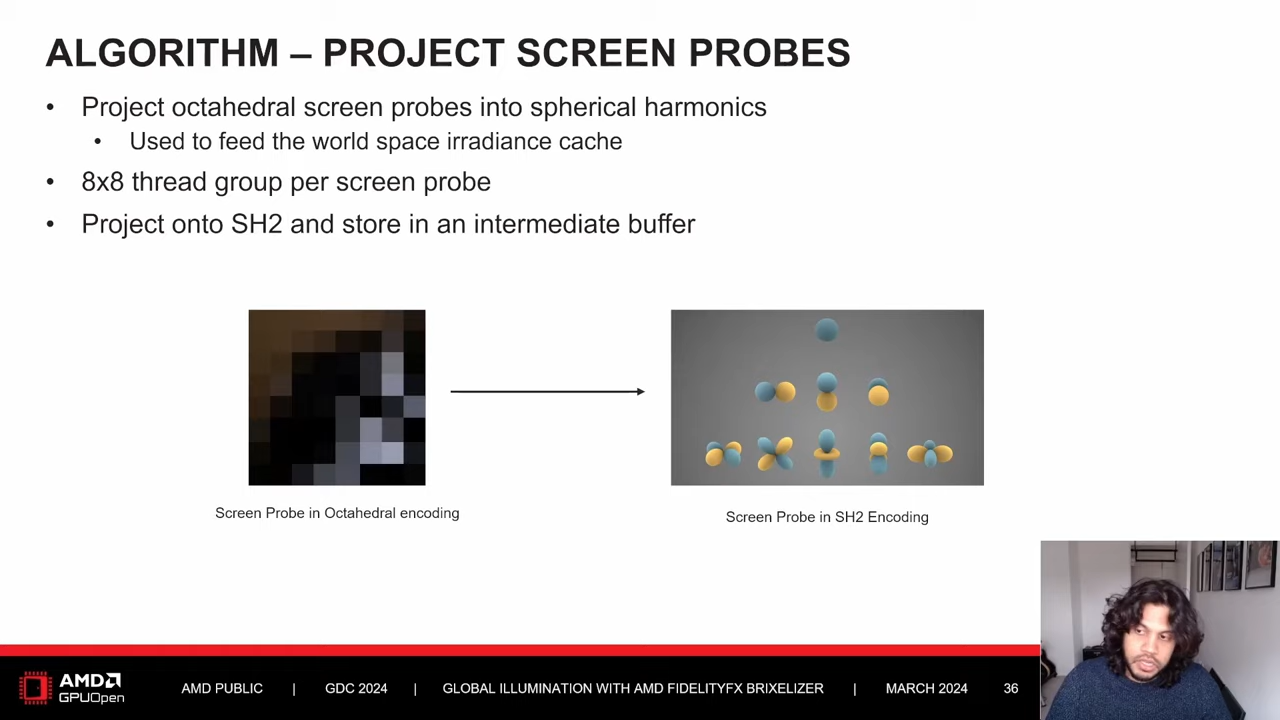 ALGORITHM – PROJECT SCREEN PROBES
• Project octahedral screen probes into spherical harmonics
• Used to feed the world space irradiance cache
• 8x8 thread group per screen probe
• Project onto SH2 and store in an intermediate buffer
Screen Probe in Octahedral encoding
Screen Probe in SH2 Encoding
AMD
GPUOpen
AMD PUBLIC | GDC 2024 | GLOBAL ILLUMINATION WITH AMD FIDELITYFX BRIXELIZER | MARCH 2024 36